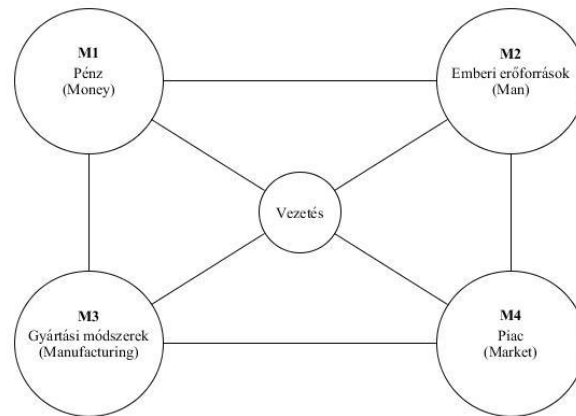 M1
Pénz
(Money)
M2
Emberi erőforrások
(Man)
Vezetés
M3
Gyártási módszerek
(Manufacturing)
M4
Piac
(Market)